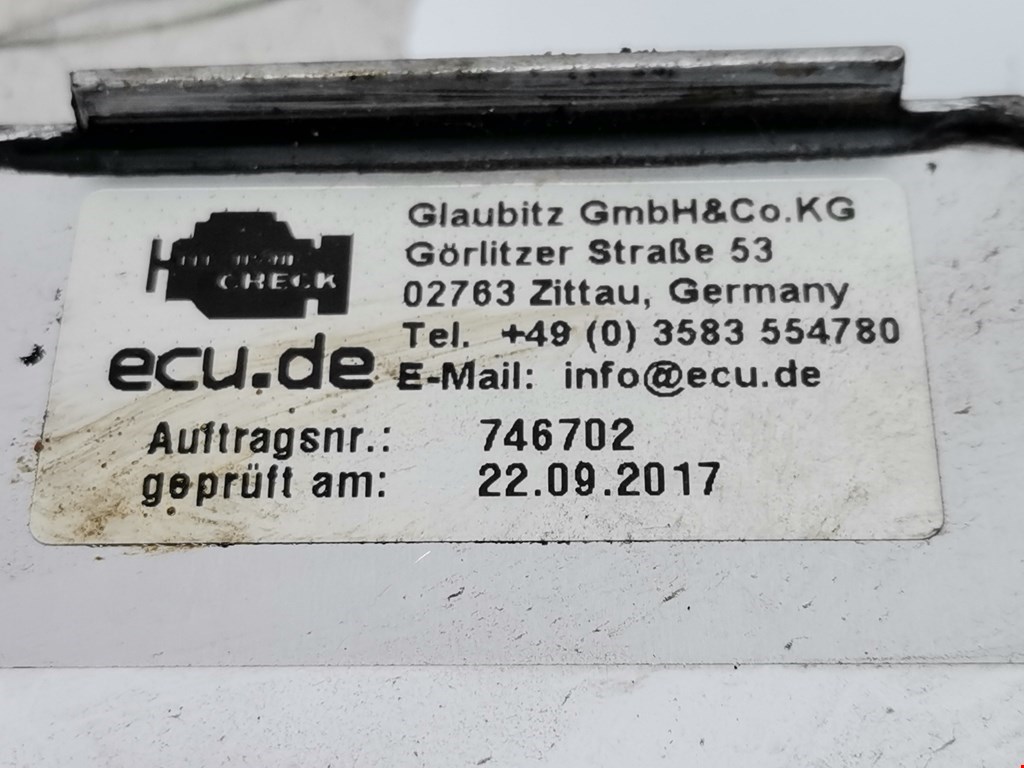 CHECK
ecu.de
Glaubitz GmbH&Co.KG
Görlitzer Straße 53
02763 Zittau, Germany
Tel. +49 (0) 3583 554780
E-Mail: info@ecu.de
Auftragsnr.: 746702
geprüft am: 22.09.2017